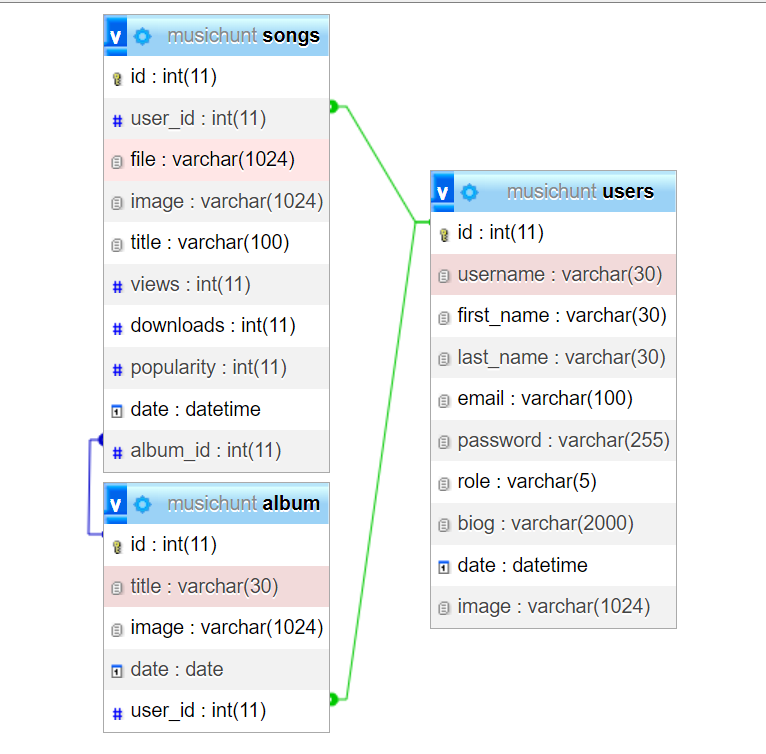 v musichunt songs
id : int(11)
user_id : int(11)
file : varchar(1024)
image : varchar(1024)
title : varchar(100)
views : int(11)
downloads : int(11)
popularity : int(11)
date : datetime
album_id : int(11)
v musichunt album
id : int(11)
title : varchar(30)
image : varchar(1024)
date : date
user_id : int(11)
v musichunt users
id : int(11)
username : varchar(30)
first_name : varchar(30)
last_name : varchar(30)
email : varchar(100)
password : varchar(255)
role : varchar(5)
biog : varchar(2000)
date : datetime
image : varchar(1024)